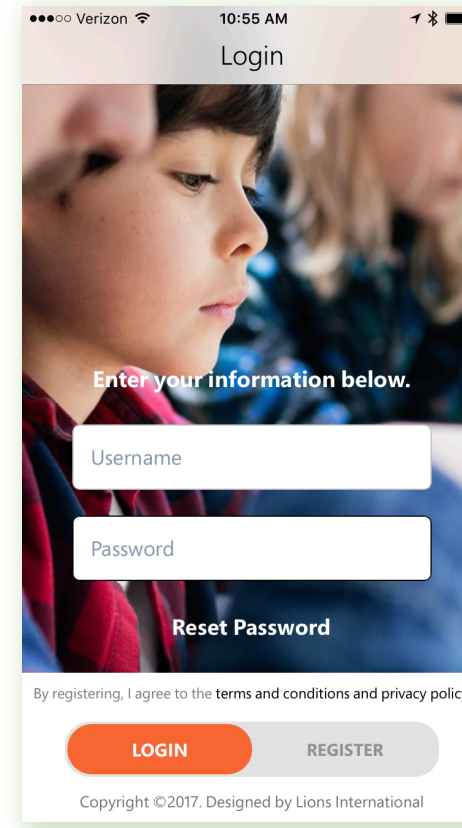 Verizon 10:55 AM
Login
Enter your information below.
Username
Password
Reset Password
By registering, I agree to the terms and conditions and privacy policy
LOGIN REGISTER
Copyright ©2017. Designed by Lions International